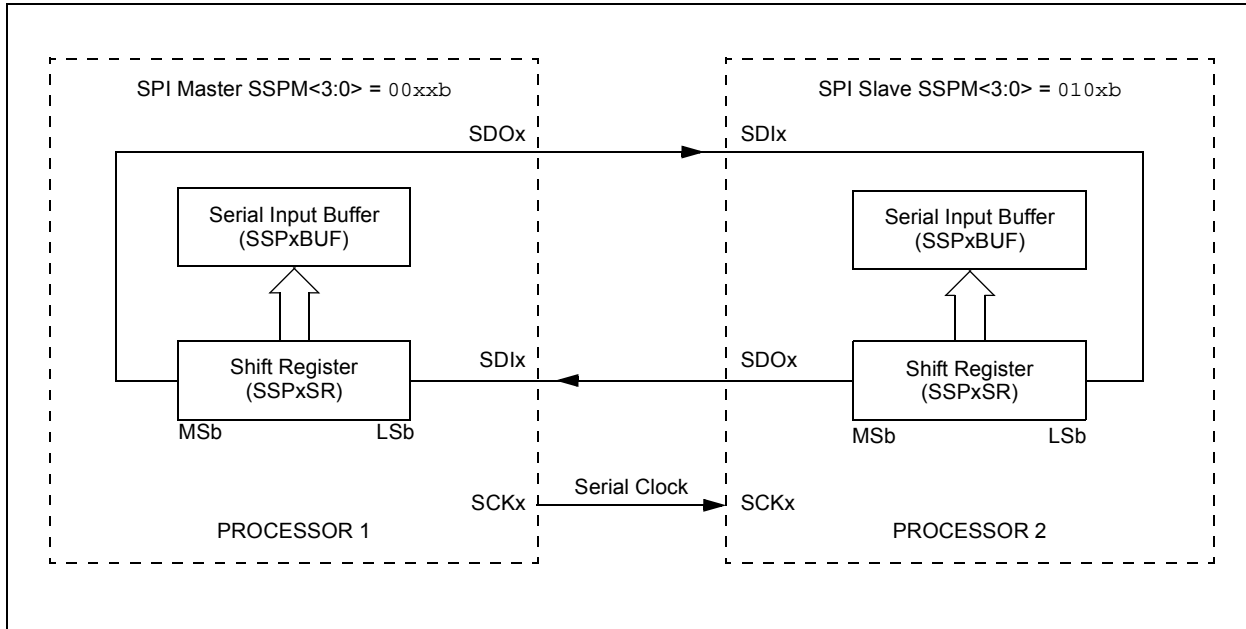 SPI Master SSPM<3:0> = 00xxb
SDOx
Serial Input Buffer
(SSPxBUF)
Shift Register
(SSPxSR)
MSb
LSb
SDIx
SCKx
PROCESSOR 1
Serial Clock
SPI Slave SSPM<3:0> = 010xb
SDIx
Serial Input Buffer
(SSPxBUF)
SDOx
Shift Register
(SSPxSR)
MSb
LSb
SCKx
PROCESSOR 2